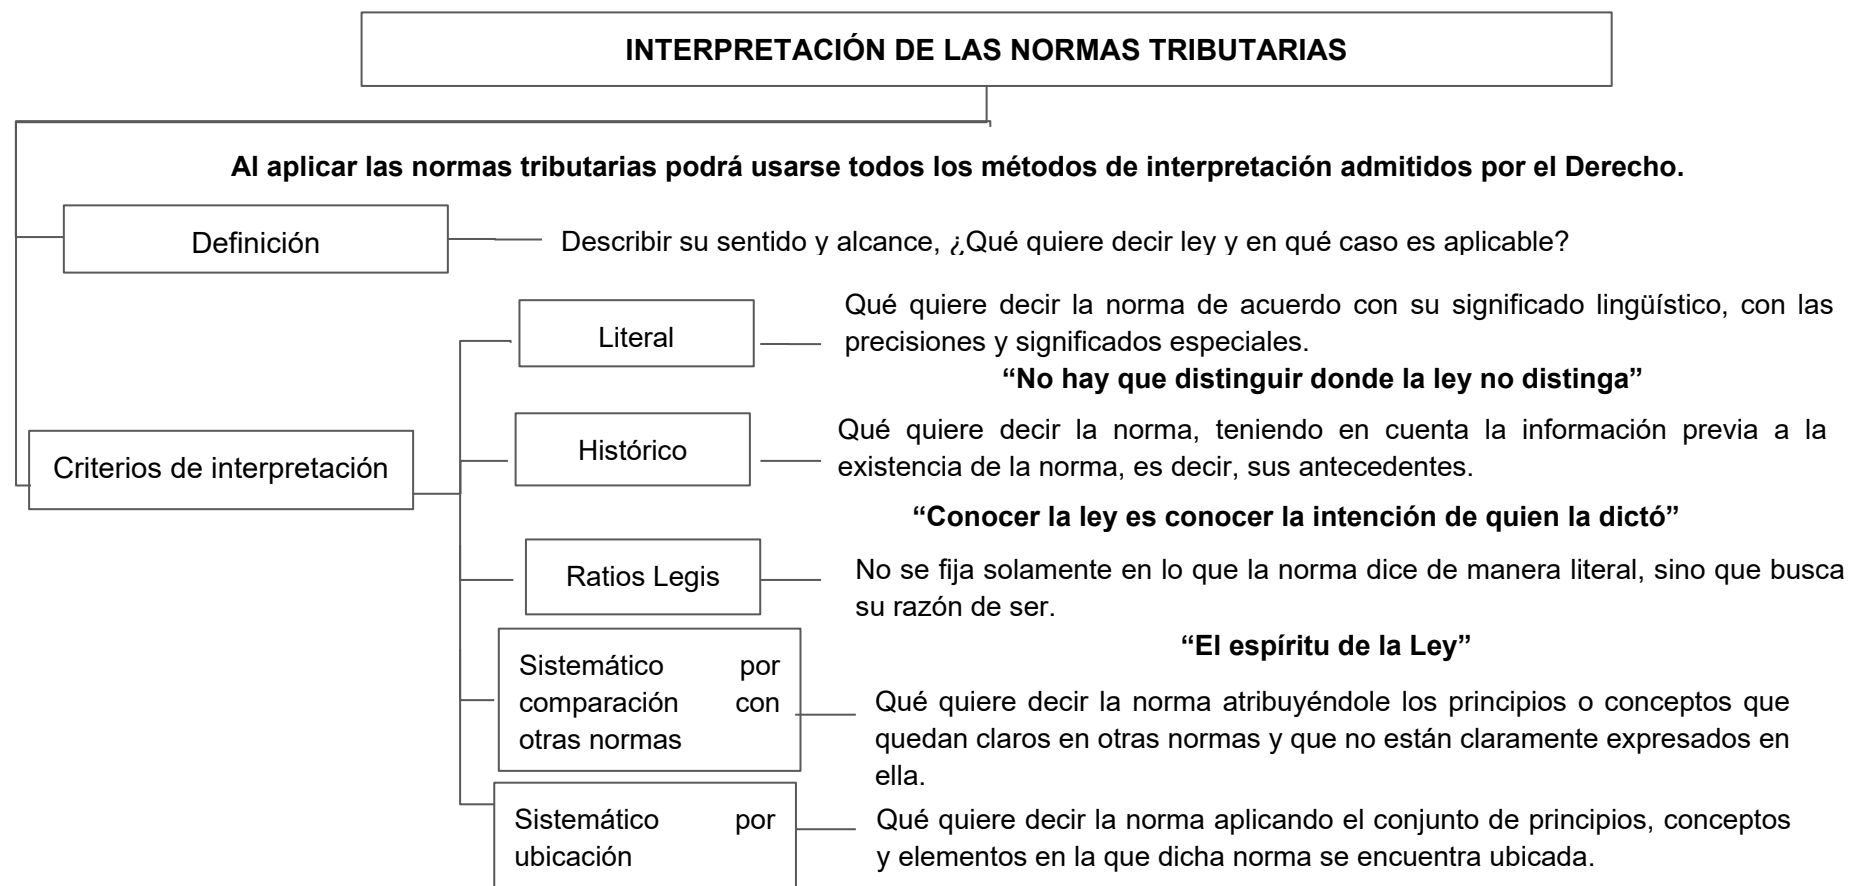 INTERPRETACIÓN DE LAS NORMAS TRIBUTARIAS
Al aplicar las normas tributarias podrá usarse todos los métodos de interpretación admitidos por el Derecho.
Definición
Describir su sentido y alcance, ¿Qué quiere decir ley y en qué caso es aplicable?
Criterios de interpretación
Literal
Qué quiere decir la norma de acuerdo con su significado lingüístico, con las
precisiones y significados especiales.
“No hay que distinguir donde la ley no distinga”
Histórico
Qué quiere decir la norma, teniendo en cuenta la información previa a la
existencia de la norma, es decir, sus antecedentes.
“Conocer la ley es conocer la intención de quien la dictó”
Ratios Legis
No se fija solamente en lo que la norma dice de manera literal, sino que busca
su razón de ser.
“El espíritu de la Ley”
Sistemático por
comparación con
otras normas
Qué quiere decir la norma atribuyéndole los principios o conceptos que
quedan claros en otras normas y que no están claramente expresados en
ella.
Sistemático por
ubicación
Qué quiere decir la norma aplicando el conjunto de principios, conceptos
y elementos en la que dicha norma se encuentra ubicada.